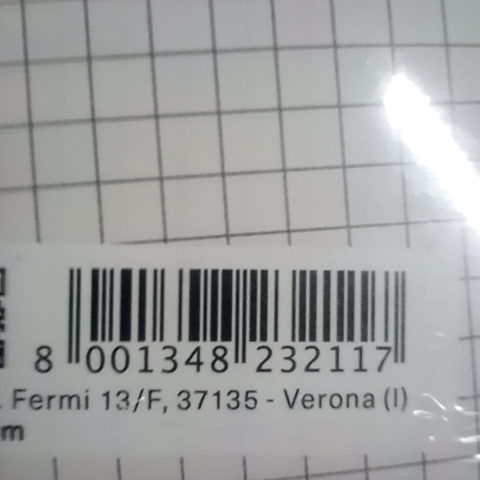 8 001348 232117
. Fermi 13/F, 37135 - Verona (I)
m